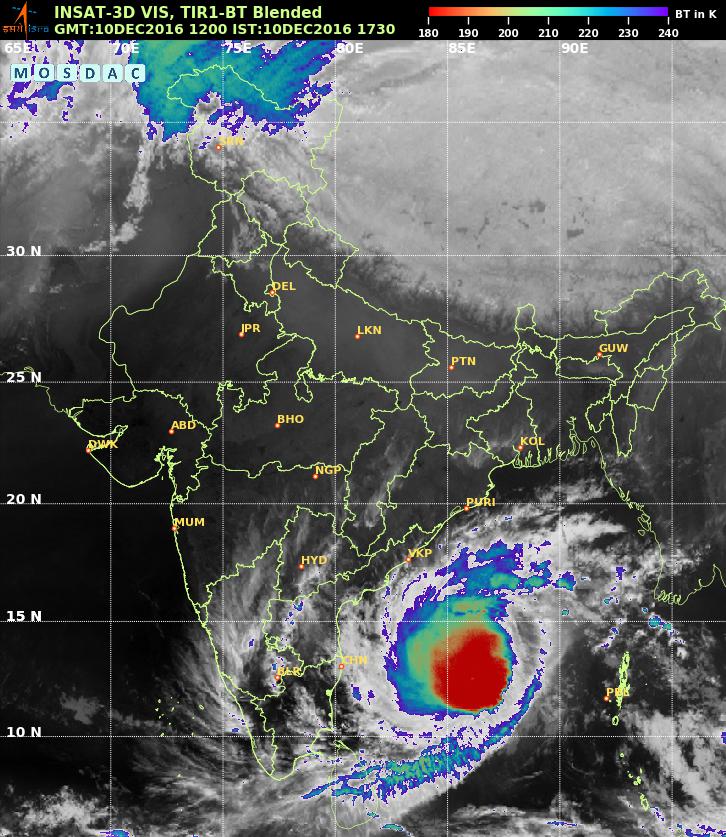 INSAT-3D VIS, TIR1-BT Blended
GMT:10DEC2016 1200 IST:10DEC2016 1730
BT in K
180 190 200 210 220 230 240
65E 70E 75E 80E 85E 90E
MOSDAC
SRN
30 N
DEL
JPR LKN
PTN GUW
25 N
ABD BHO
DWK KOL
NGP
20 N PURI
MUM
HYD VKP
15 N
CHN
BLR
PBL
10 N